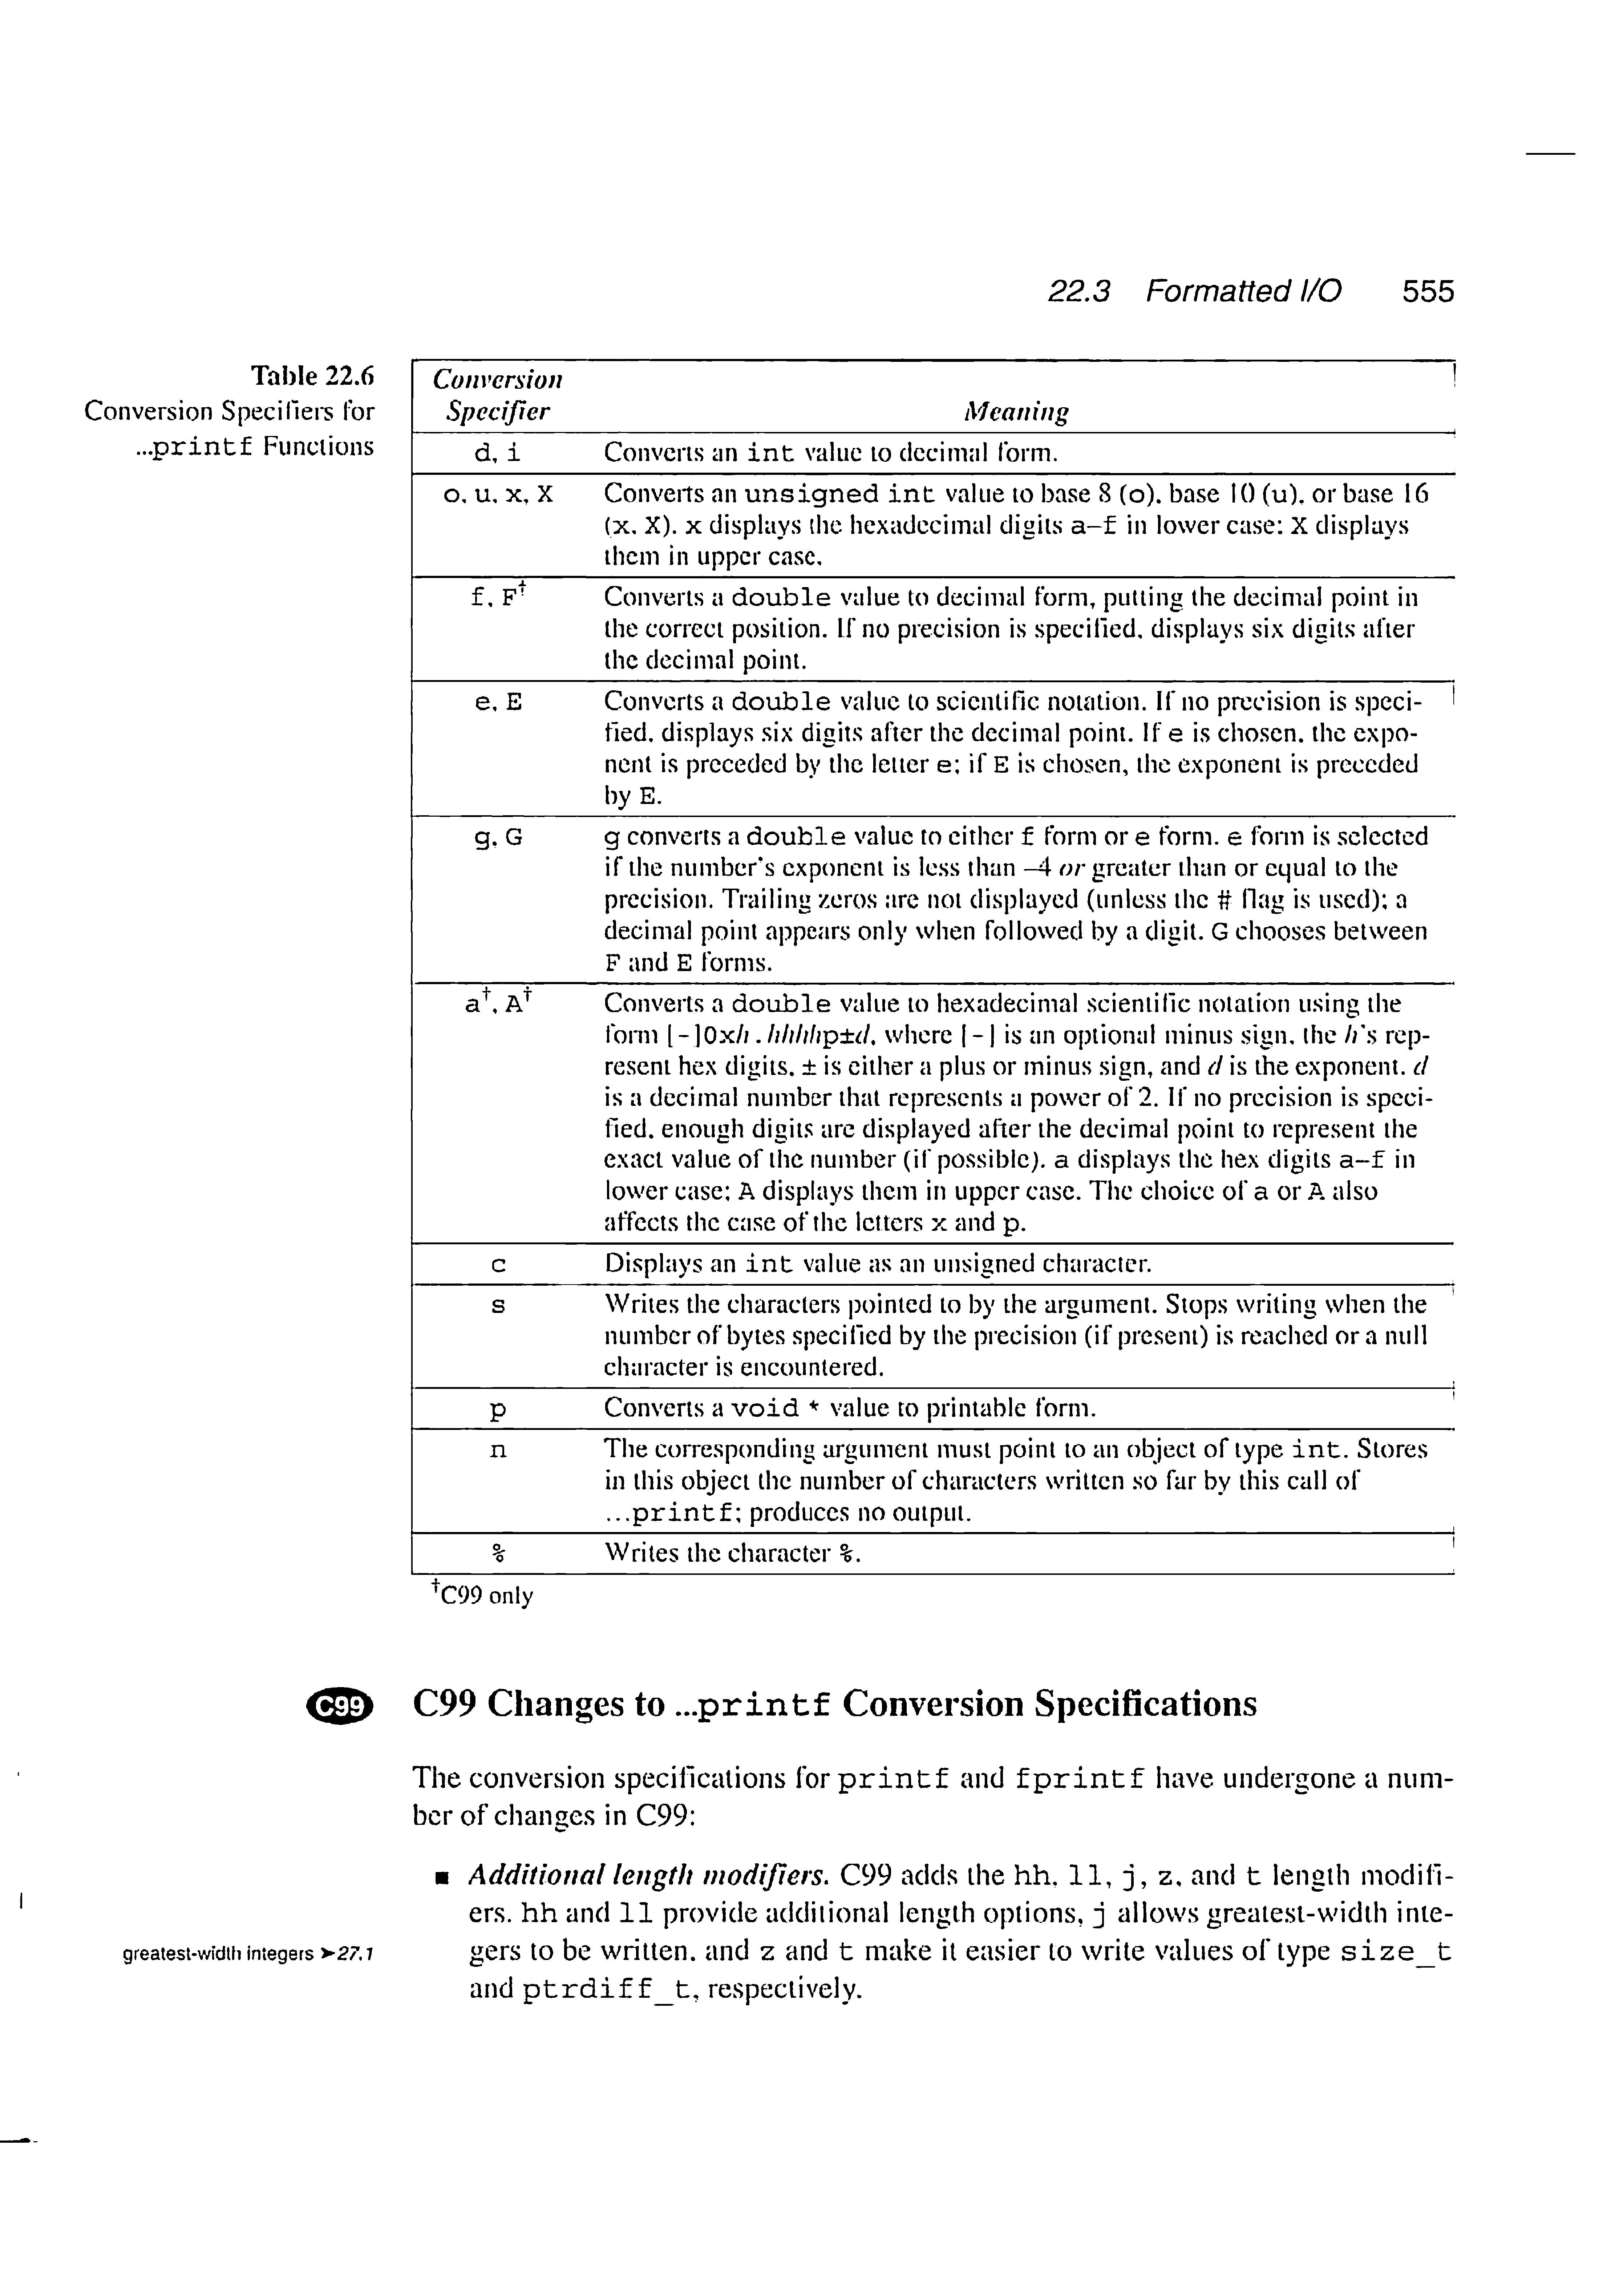 22.3 Formatted I/O 555
Table 22.6
Conversion Specifiers for
...printf Functions
Conversion
Specifier Meaning
d, i Converts an int value to decimal form.
o, u, x, X Converts an unsigned int value to base 8 (o), base 10 (u), or base 16
(x, X). x displays the hexadecimal digits a–f in lower case; X displays
them in upper case.
f, F† Converts a double value to decimal form, putting the decimal point in
the correct position. If no precision is specified, displays six digits after
the decimal point.
e, E Converts a double value to scientific notation. If no precision is speci-
fied, displays six digits after the decimal point. If e is chosen, the expo-
nent is preceded by the letter e; if E is chosen, the exponent is preceded
by E.
g, G g converts a double value to either f form or e form. e form is selected
if the number's exponent is less than –4 or greater than or equal to the
precision. Trailing zeros are not displayed (unless the # flag is used); a
decimal point appears only when followed by a digit. G chooses between
F and E forms.
a†, A† Converts a double value to hexadecimal scientific notation using the
form [-]0xh.hhhhp±d, where [-] is an optional minus sign, the h's rep-
resent hex digits, ± is either a plus or minus sign, and d is the exponent. d
is a decimal number that represents a power of 2. If no precision is speci-
fied, enough digits are displayed after the decimal point to represent the
exact value of the number (if possible). a displays the hex digits a–f in
lower case; A displays them in upper case. The choice of a or A also
affects the case of the letters x and p.
c Displays an int value as an unsigned character.
s Writes the characters pointed to by the argument. Stops writing when the
number of bytes specified by the precision (if present) is reached or a null
character is encountered.
p Converts a void * value to printable form.
n The corresponding argument must point to an object of type int. Stores
in this object the number of characters written so far by this call of
...printf; produces no output.
% Writes the character %.
†C99 only
C99 C99 Changes to ...printf Conversion Specifications
The conversion specifications for printf and fprintf have undergone a num-
ber of changes in C99:
■ Additional length modifiers. C99 adds the hh, ll, j, z, and t length modifi-
ers. hh and ll provide additional length options, j allows greatest-width inte-
greatest-width integers ➤27.1 gers to be written, and z and t make it easier to write values of type size_t
and ptrdiff_t, respectively.